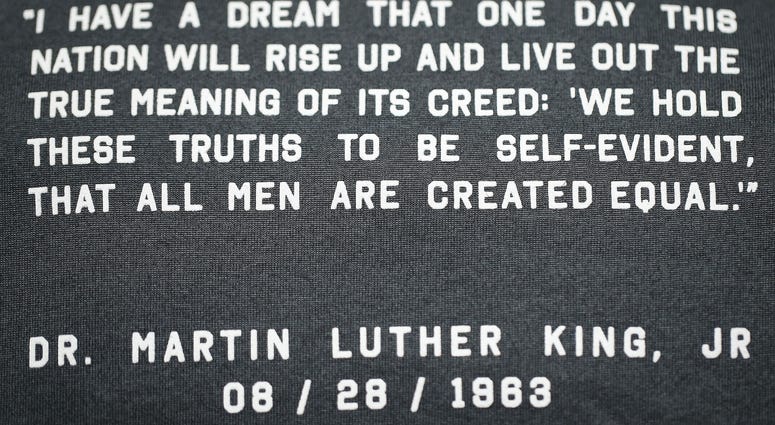 "I HAVE A DREAM THAT ONE DAY THIS
NATION WILL RISE UP AND LIVE OUT THE
TRUE MEANING OF ITS CREED: 'WE HOLD
THESE TRUTHS TO BE SELF-EVIDENT,
THAT ALL MEN ARE CREATED EQUAL.'"
DR. MARTIN LUTHER KING, JR
08 / 28 / 1963